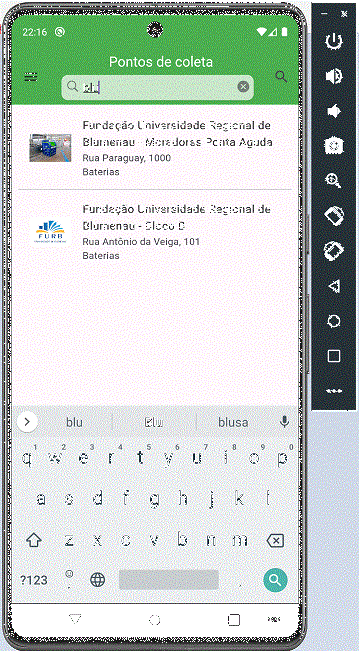 22:16
Pontos de coleta
blu
Fundação Universidade Regional de
Blumenau - Moradoras Ponta Aguda
Rua Paraguay, 1000
Baterias
FURB
Fundação Universidade Regional de
Blumenau - Bloco B
Rua Antônio da Veiga, 101
Baterias
blu Blu blusa
1 2 3 4 5 6 7 8 9 0
q w e r t y u i o p
a s d f g h j k l
z x c v b n m
?123 .